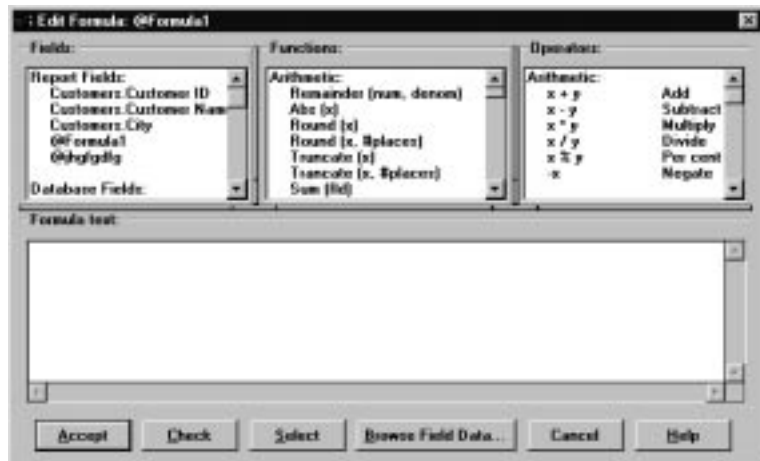 Edit Formula: @Formula1
Fields:
Report Fields:
Customers.Customer ID
Customers.Customer Name
Customers.City
@Formula1
@jhgfgdfg
Database Fields:
Functions:
Arithmetic:
Remainder (num, denom)
Abs (x)
Round (x)
Round (x, #places)
Truncate (x)
Truncate (x, #places)
Sum (fld)
Operators:
Arithmetic:
x + y Add
x - y Subtract
x * y Multiply
x / y Divide
x % y Per cent
-x Negate
Formula text:
Accept
Check
Select
Browse Field Data...
Cancel
Help